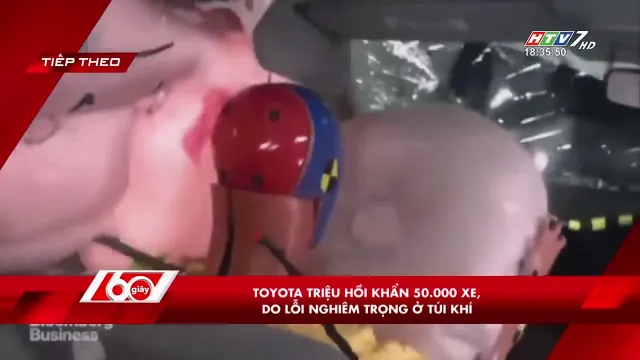 TIẾP THEO
HTV7 HD
18:35:50
60 giây
TOYOTA TRIỆU HỒI KHẨN 50.000 XE,
DO LỖI NGHIÊM TRỌNG Ở TÚI KHÍ
Bloomberg
Business